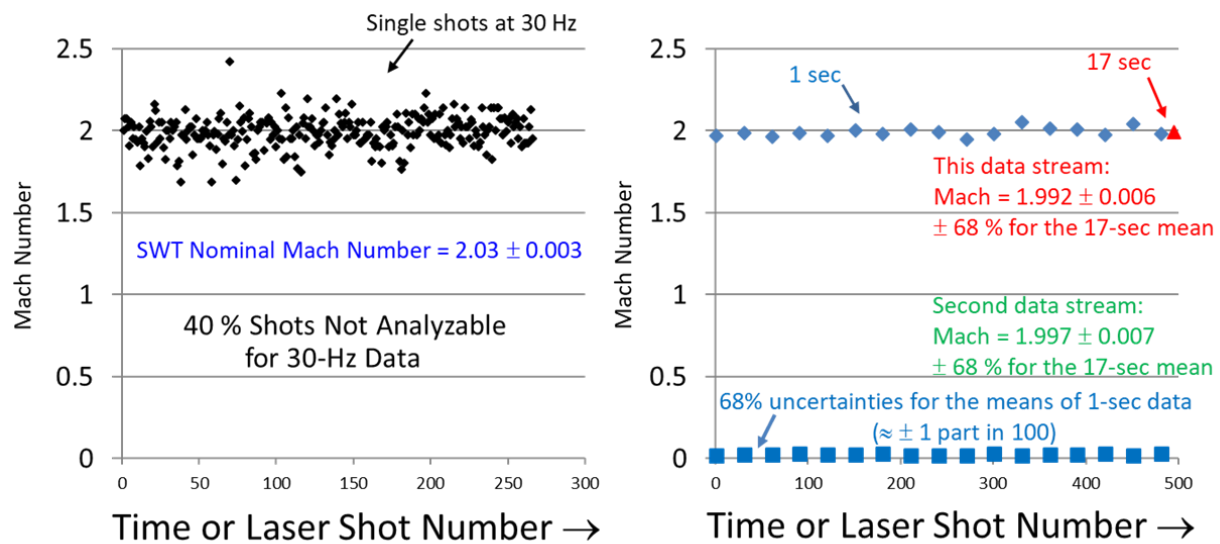 Single shots at 30 Hz
2.5
2
1.5
1
0.5
0
Mach Number
SWT Nominal Mach Number = 2.03 ± 0.003
40 % Shots Not Analyzable
for 30-Hz Data
0 50 100 150 200 250 300
Time or Laser Shot Number →
2.5
2
1.5
1
0.5
0
Mach Number
1 sec
17 sec
This data stream:
Mach = 1.992 ± 0.006
± 68 % for the 17-sec mean
Second data stream:
Mach = 1.997 ± 0.007
± 68 % for the 17-sec mean
68% uncertainties for the means of 1-sec data
(≈ ± 1 part in 100)
0 100 200 300 400 500
Time or Laser Shot Number →